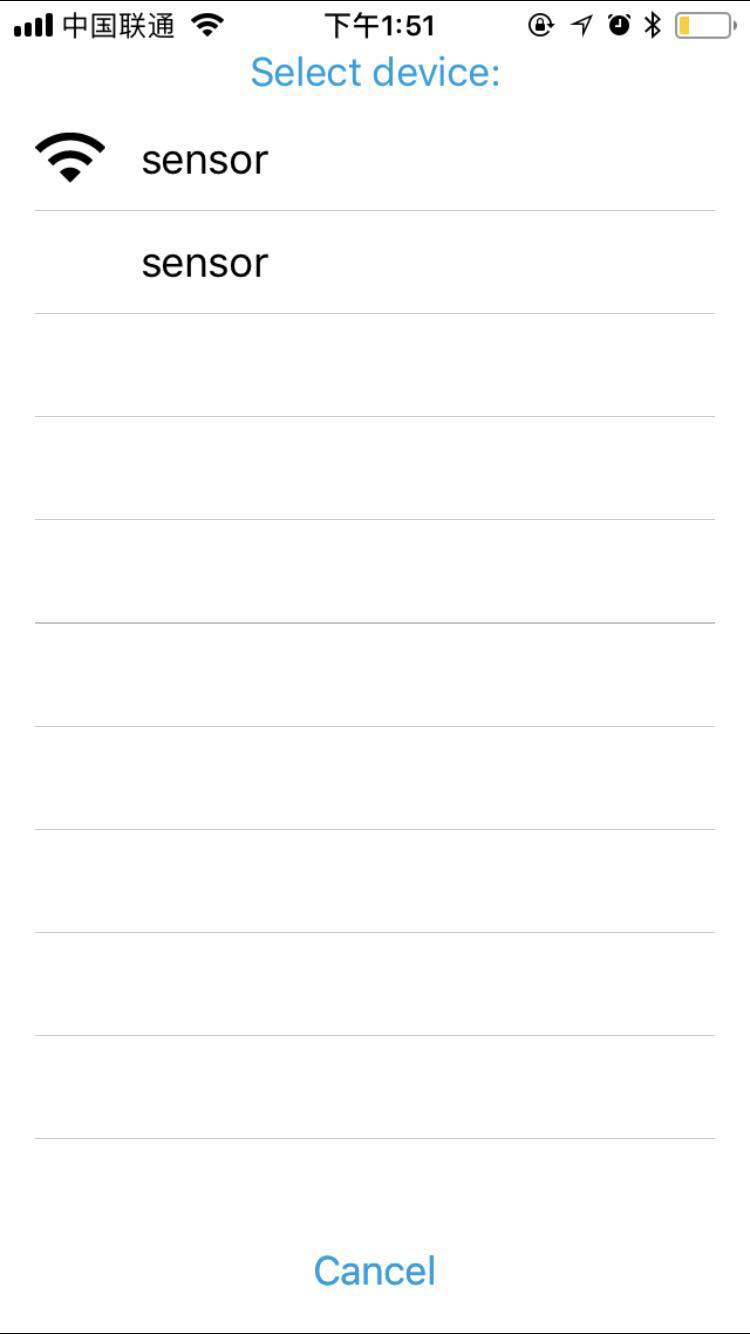 中国联通 下午1:51
Select device:
sensor
sensor
Cancel